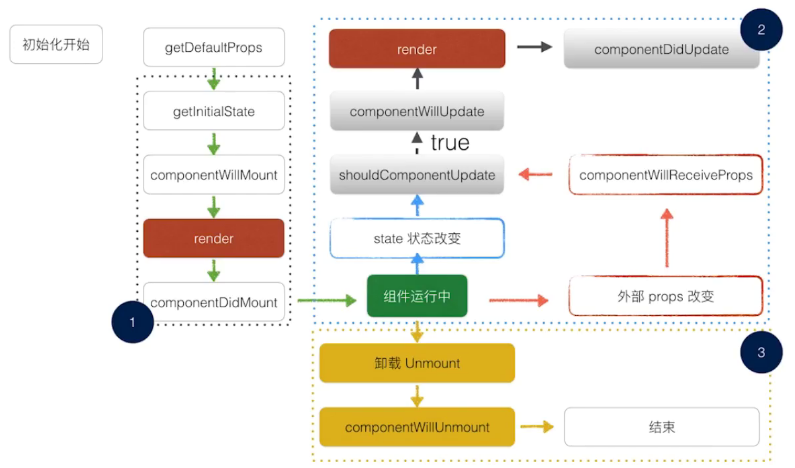 初始化开始
getDefaultProps
getInitialState
componentWillMount
render
componentDidMount
1
render
componentDidUpdate
2
componentWillUpdate
true
shouldComponentUpdate
componentWillReceiveProps
state 状态改变
组件运行中
外部 props 改变
卸载 Unmount
3
componentWillUnmount
结束